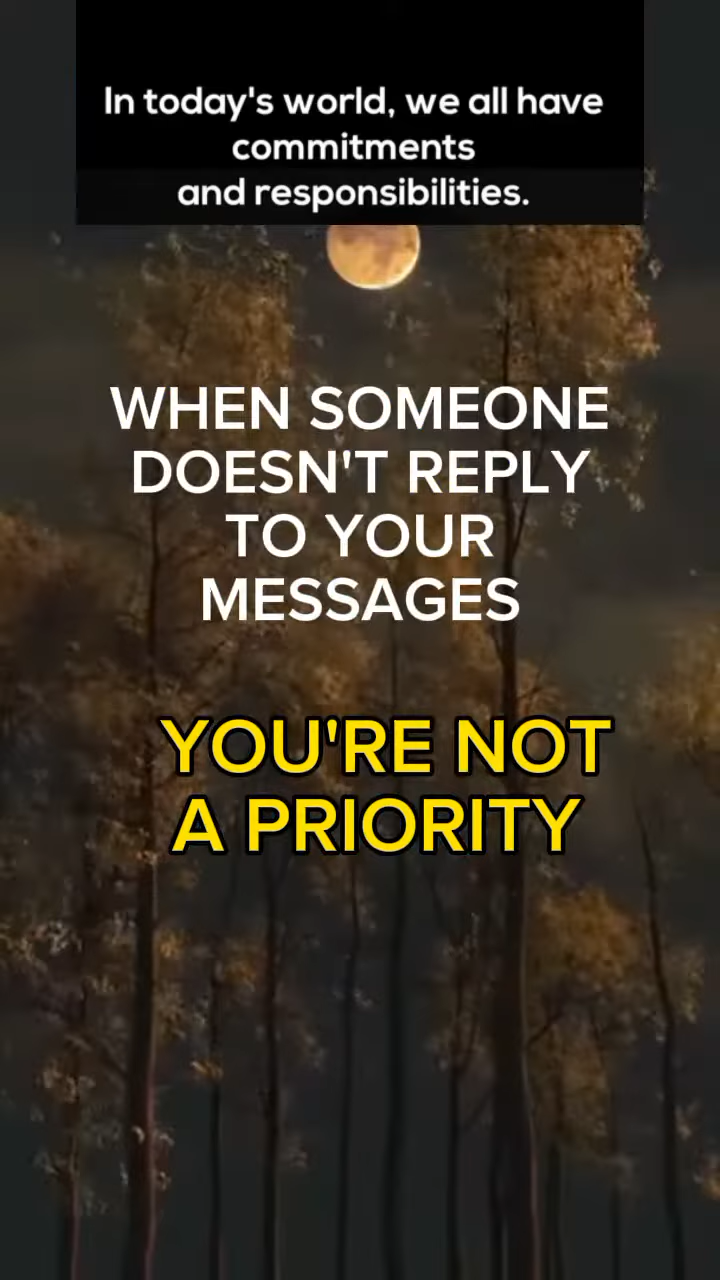 In today's world, we all have
commitments
and responsibilities.
WHEN SOMEONE
DOESN'T REPLY
TO YOUR
MESSAGES
YOU'RE NOT
A PRIORITY